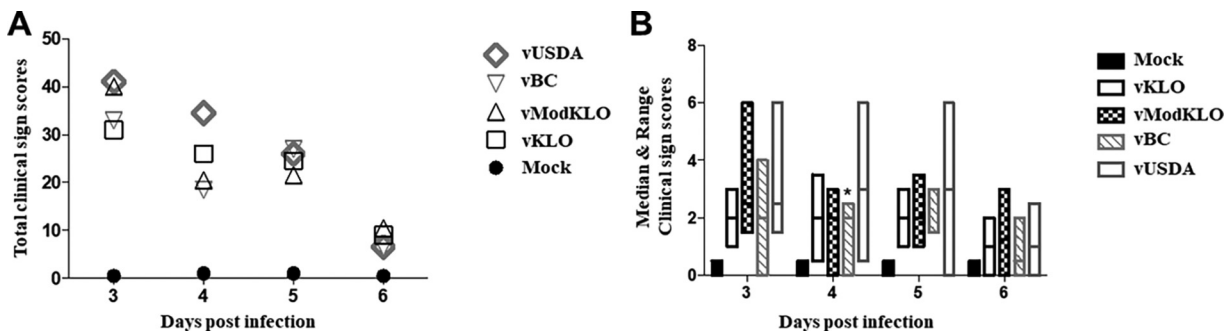 A
Total clinical sign scores
50
40
30
20
10
0
3 4 5 6
Days post infection
vUSDA
vBC
vModKLO
vKLO
Mock
B
Median & Range
Clinical sign scores
8
6
4
2
0
*
3 4 5 6
Days post infection
Mock
vKLO
vModKLO
vBC
vUSDA